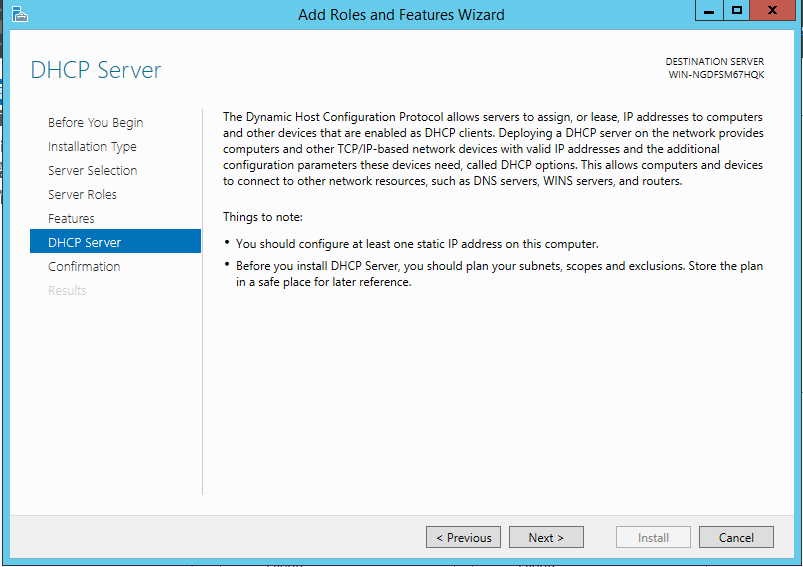 Add Roles and Features Wizard
DHCP Server
DESTINATION SERVER
WIN-NGDFSM67HQK
Before You Begin
Installation Type
Server Selection
Server Roles
Features
DHCP Server
Confirmation
Results
The Dynamic Host Configuration Protocol allows servers to assign, or lease, IP addresses to computers
and other devices that are enabled as DHCP clients. Deploying a DHCP server on the network provides
computers and other TCP/IP-based network devices with valid IP addresses and the additional
configuration parameters these devices need, called DHCP options. This allows computers and devices
to connect to other network resources, such as DNS servers, WINS servers, and routers.
Things to note:
• You should configure at least one static IP address on this computer.
• Before you install DHCP Server, you should plan your subnets, scopes and exclusions. Store the plan
in a safe place for later reference.
< Previous
Next >
Install
Cancel